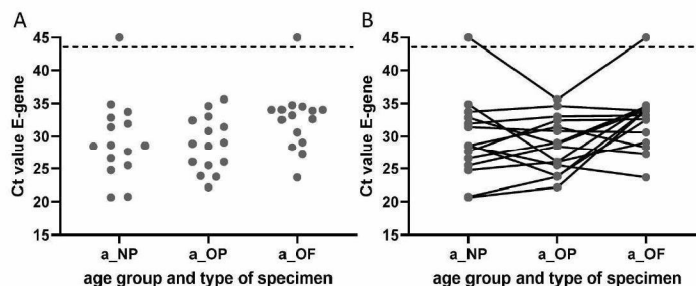 A
Ct value E-gene
45
40
35
30
25
20
15
a_NP
a_OP
a_OF
age group and type of specimen
B
Ct value E-gene
45
40
35
30
25
20
15
a_NP
a_OP
a_OF
age group and type of specimen